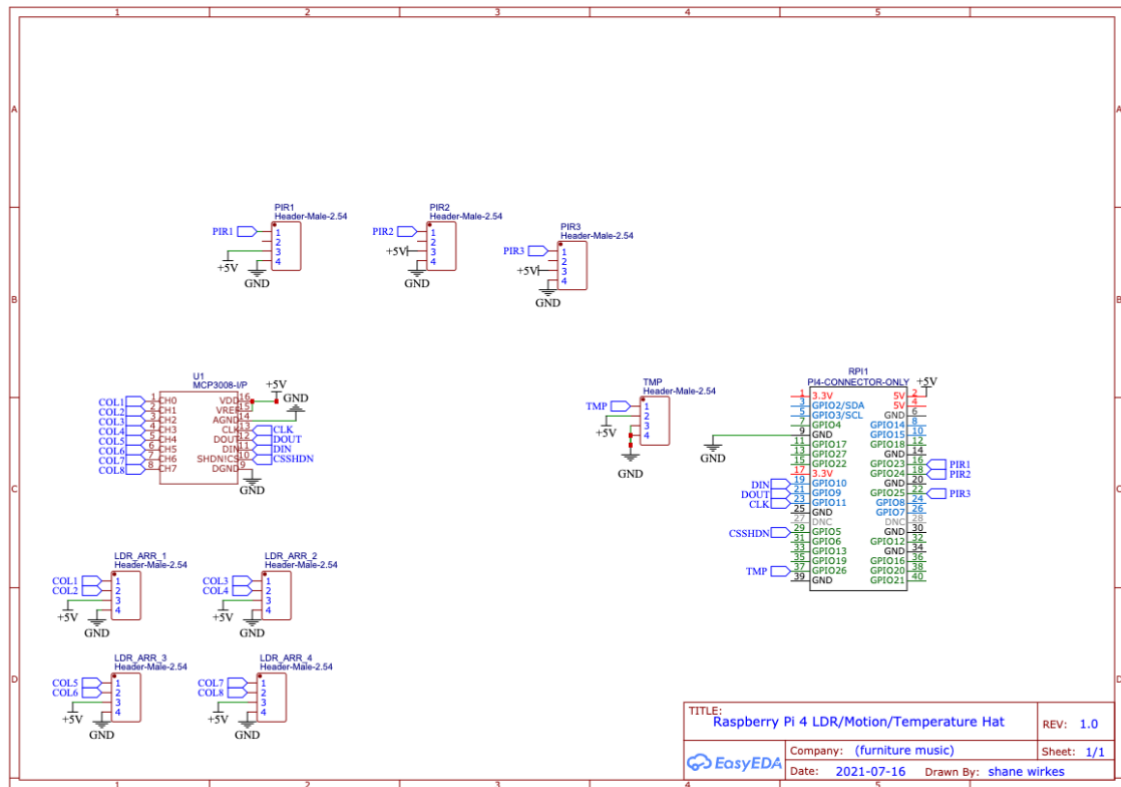 1 2 3 4 5
A
B
C
D
A
B
C
D
PIR1
Header-Male-2.54
PIR1
1
2
3
4
+5V
GND
PIR2
Header-Male-2.54
PIR2
1
2
3
4
+5V
GND
PIR3
Header-Male-2.54
PIR3
1
2
3
4
+5V
GND
U1
MCP3008-I/P
+5V
GND
COL1 1 CH0 VDD 16
COL2 2 CH1 VREF 15
COL3 3 CH2 AGND 14
COL4 4 CH3 CLK 13 CLK
COL5 5 CH4 DOUT 12 DOUT
COL6 6 CH5 DIN 11 DIN
COL7 7 CH6 SHDN!CS 10 CSSHDN
COL8 8 CH7 DGND 9
GND
TMP
Header-Male-2.54
TMP
1
2
3
4
+5V
GND
RPI1
PI4-CONNECTOR-ONLY
+5V
1 3.3V 5V 2
3 GPIO2/SDA 5V 4
5 GPIO3/SCL GND 6
7 GPIO4 GPIO14 8
9 GND GPIO15 10
11 GPIO17 GPIO18 12
13 GPIO27 GND 14
15 GPIO22 GPIO23 16 PIR1
17 3.3V GPIO24 18 PIR2
DIN 19 GPIO10 GND 20
DOUT 21 GPIO9 GPIO25 22 PIR3
CLK 23 GPIO11 GPIO8 24
25 GND GPIO7 26
27 DNC DNC 28
CSSHDN 29 GPIO5 GND 30
31 GPIO6 GPIO12 32
33 GPIO13 GND 34
35 GPIO19 GPIO16 36
TMP 37 GPIO26 GPIO20 38
39 GND GPIO21 40
GND
LDR_ARR_1
Header-Male-2.54
COL1 1
COL2 2
3
4
+5V
GND
LDR_ARR_2
Header-Male-2.54
COL3 1
COL4 2
3
4
+5V
GND
LDR_ARR_3
Header-Male-2.54
COL5 1
COL6 2
3
4
+5V
GND
LDR_ARR_4
Header-Male-2.54
COL7 1
COL8 2
3
4
+5V
GND
TITLE:
Raspberry Pi 4 LDR/Motion/Temperature Hat
REV: 1.0
EasyEDA
Company: (furniture music)
Sheet: 1/1
Date: 2021-07-16 Drawn By: shane wirkes
1 2 3 4 5